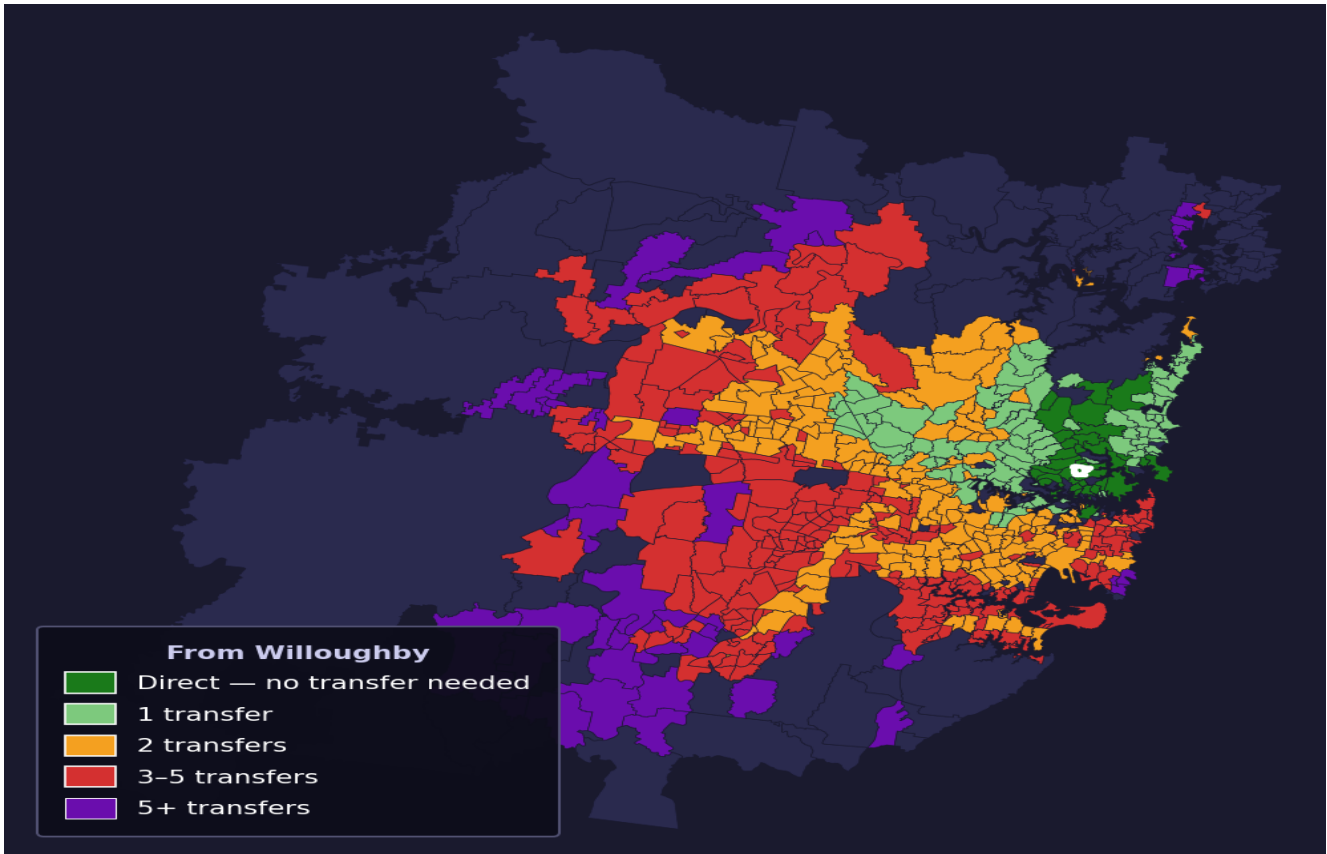 From Willoughby
Direct — no transfer needed
1 transfer
2 transfers
3–5 transfers
5+ transfers